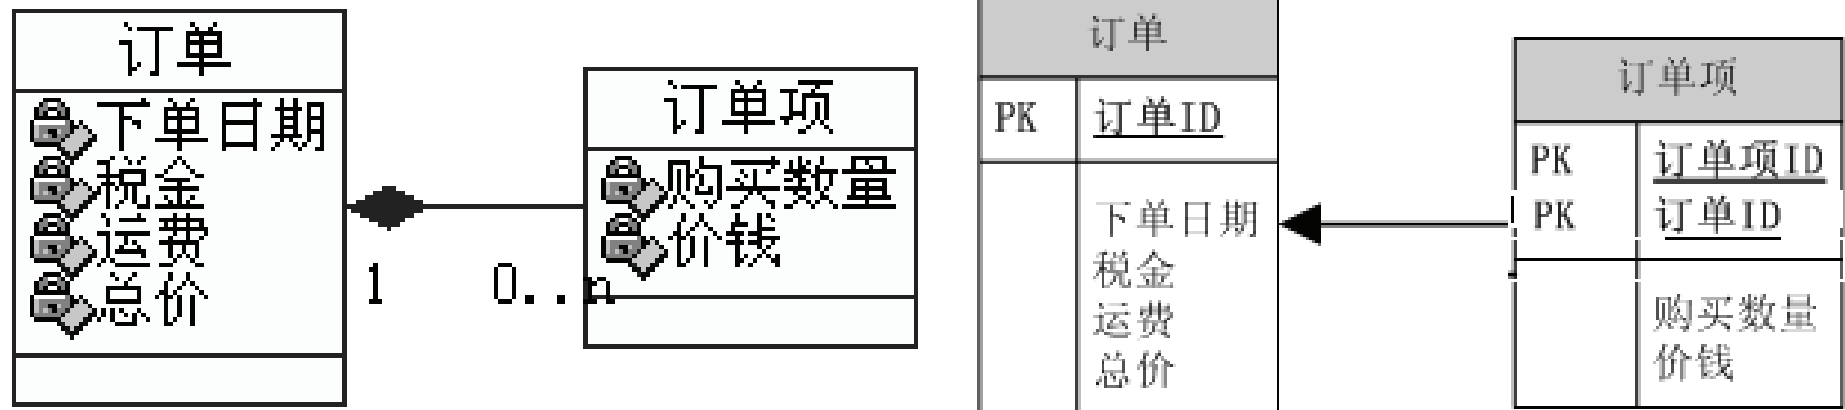 订单
下单日期
税金
运费
总价
1
0..n
订单项
购买数量
价钱
订单
PK 订单ID
下单日期
税金
运费
总价
订单项
PK 订单项ID
PK 订单ID
购买数量
价钱